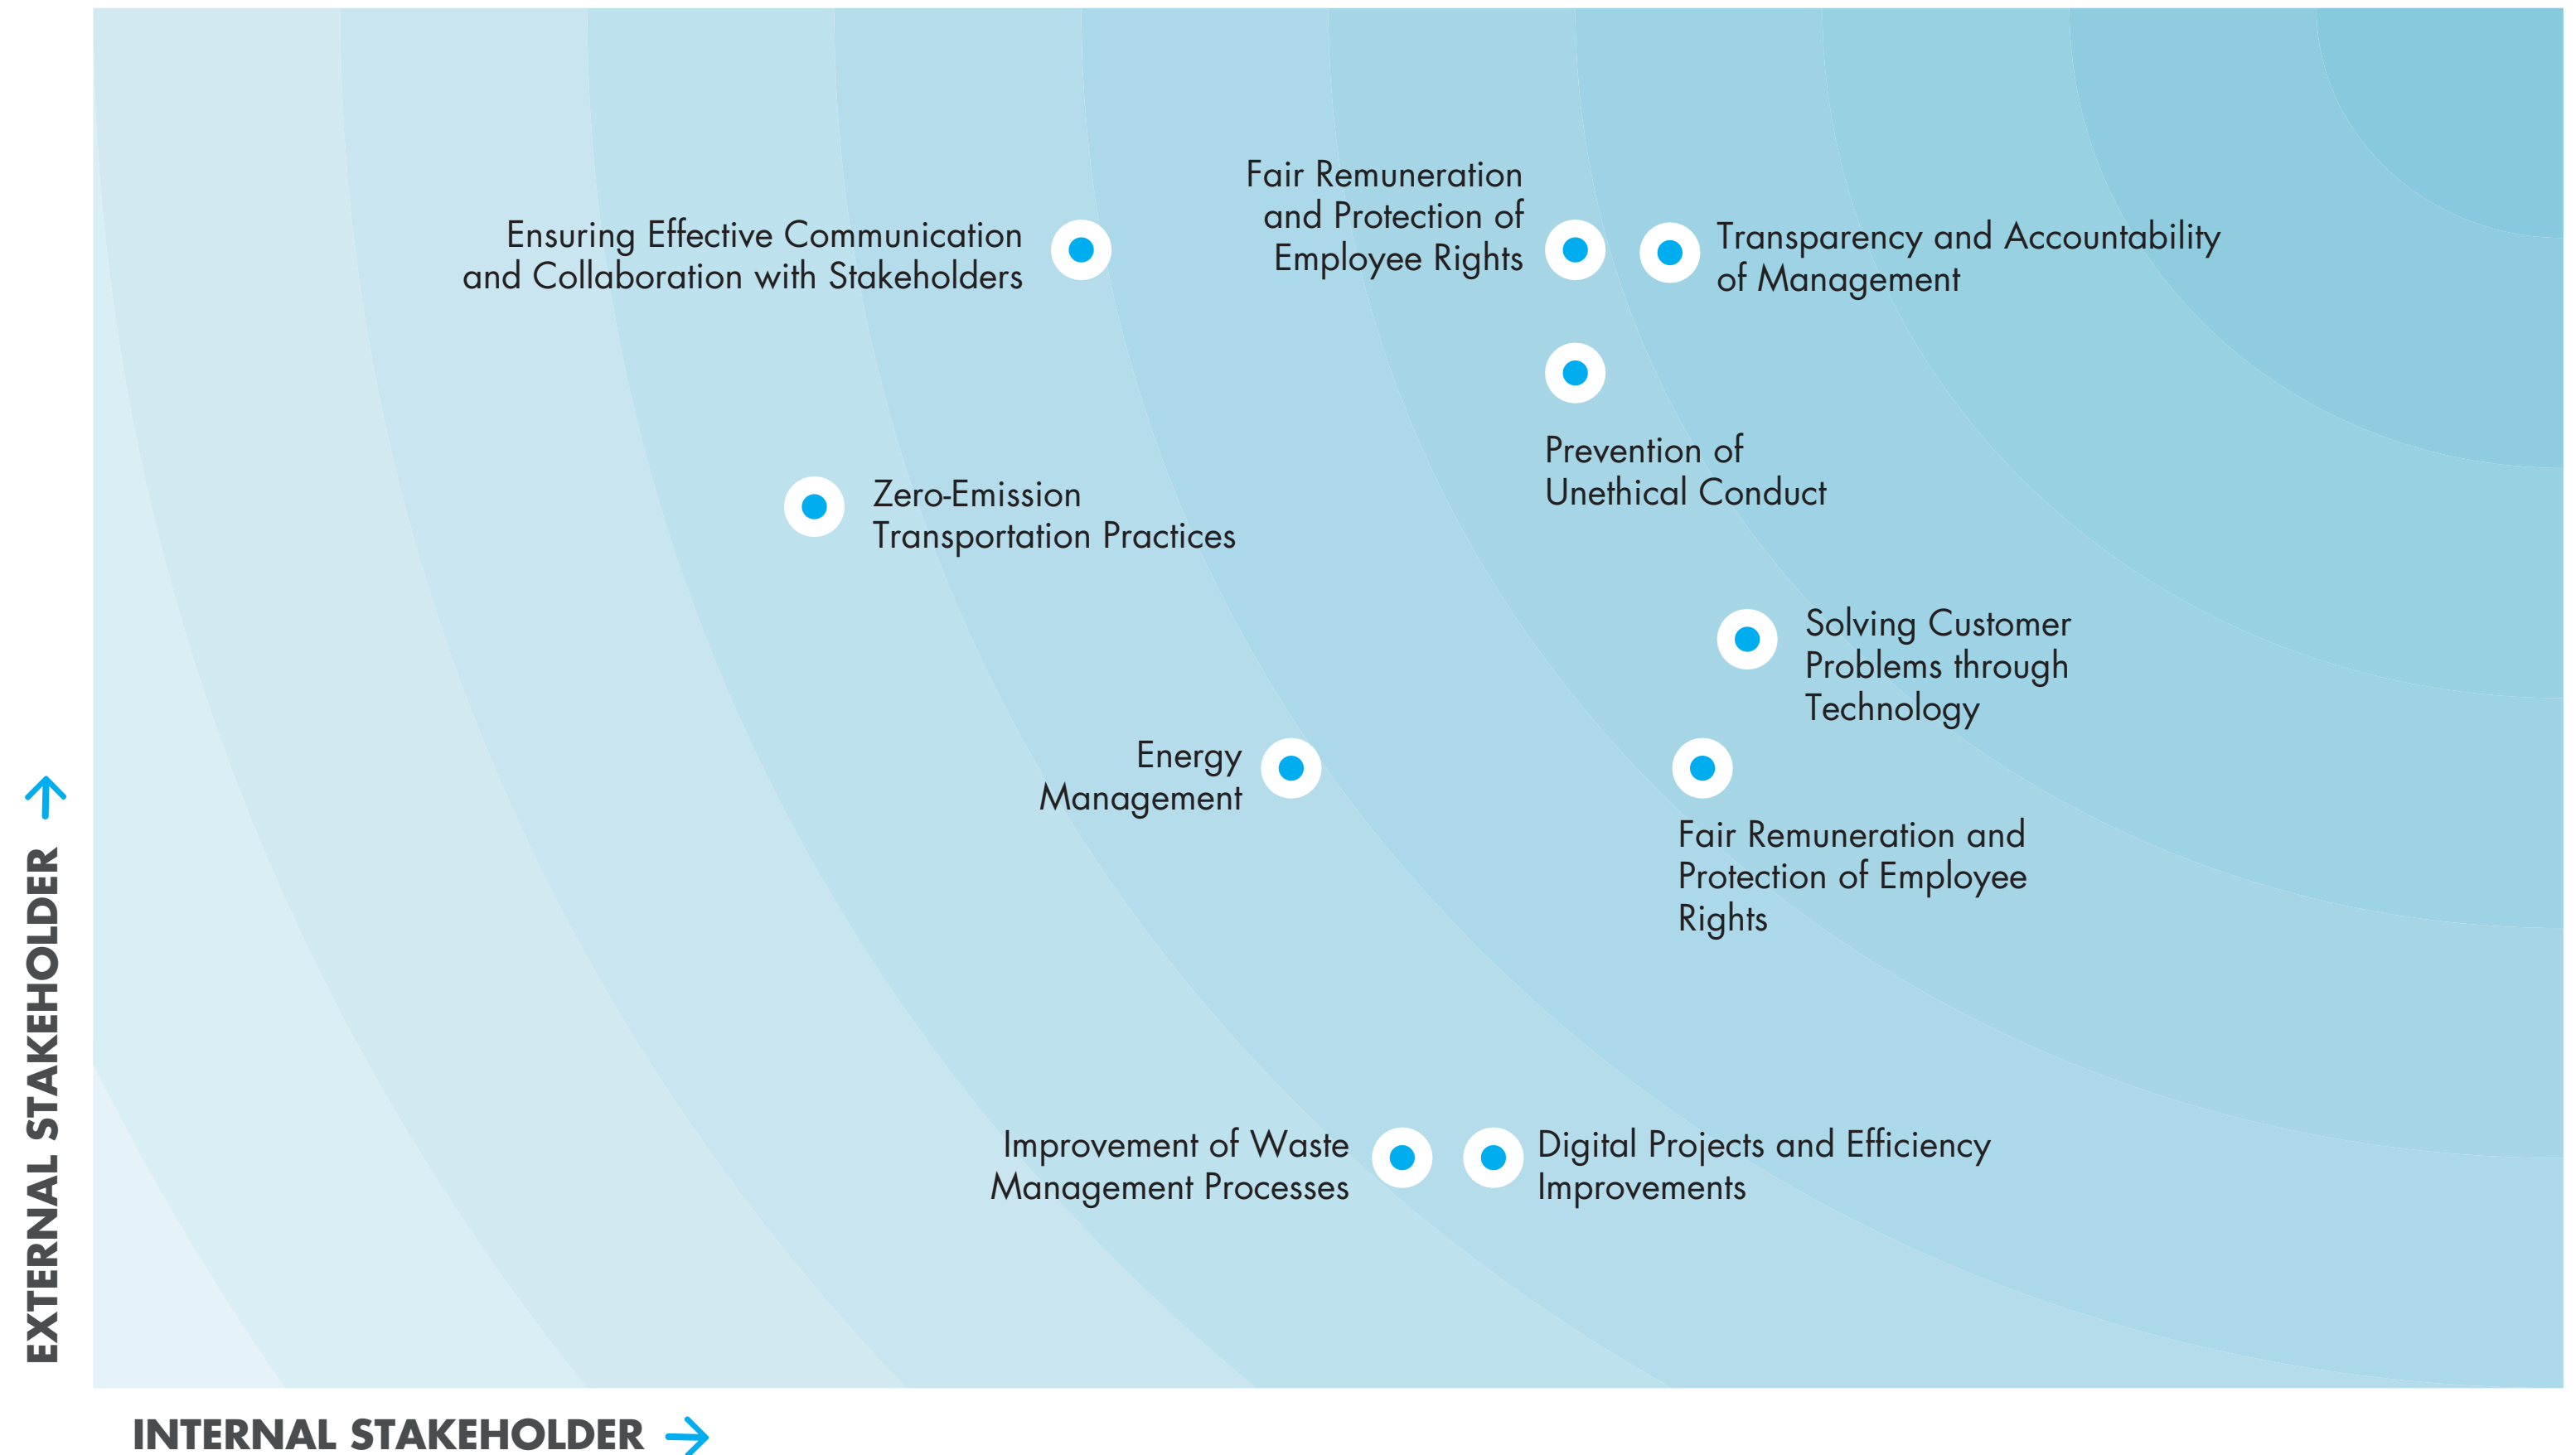 Fair Remuneration
and Protection of
Employee Rights
Ensuring Effective Communication
and Collaboration with Stakeholders
Transparency and Accountability
of Management
Prevention of
Unethical Conduct
Zero-Emission
Transportation Practices
Solving Customer
Problems through
Technology
Energy
Management
Fair Remuneration and
Protection of Employee
Rights
Improvement of Waste
Management Processes
Digital Projects and Efficiency
Improvements
EXTERNAL STAKEHOLDER
INTERNAL STAKEHOLDER